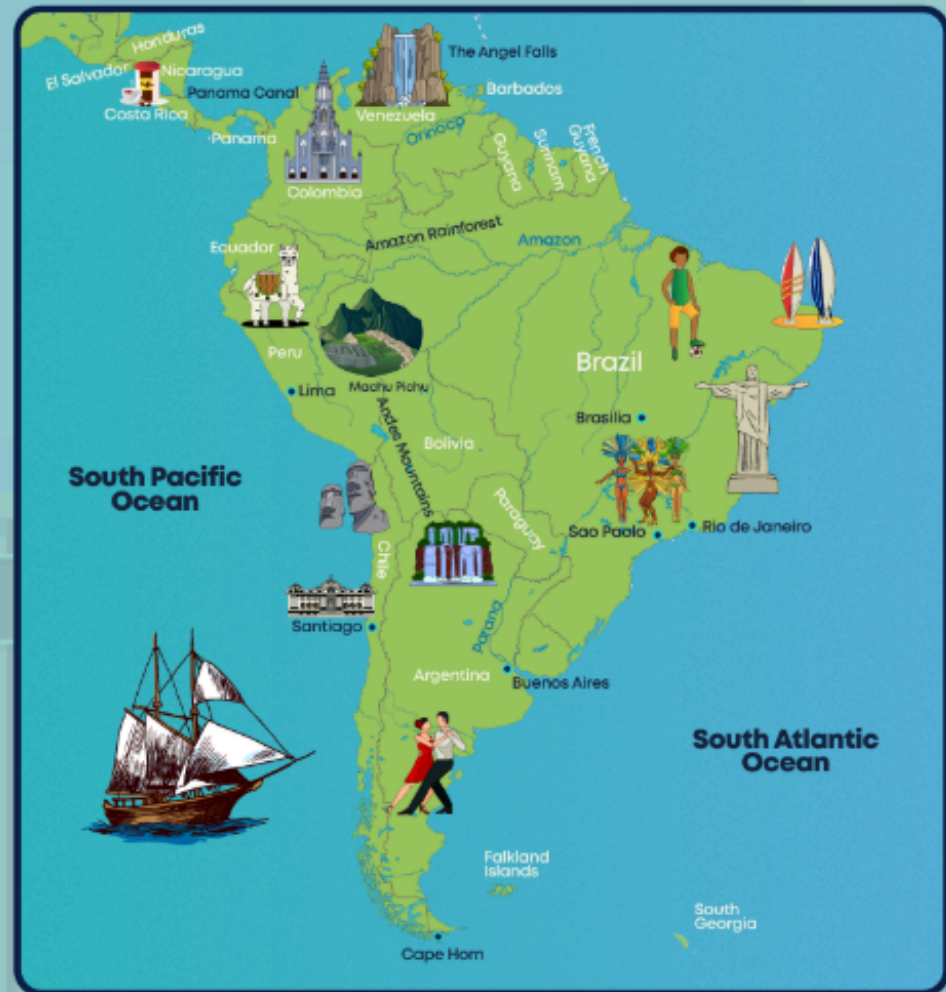 Honduras
El Salvador
Nicaragua
Costa Rica
Panama Canal
Panama
The Angel Falls
Barbados
Venezuela
Orinoco
Colombia
Guyana
Surinam
French
Guyana
Amazon Rainforest
Amazon
Ecuador
Peru
Machu Pichu
Lima
Brazil
Brasilia
Andes Mountains
Bolivia
South Pacific
Ocean
Paraguay
Sao Paolo
Rio de Janeiro
Chile
Santiago
Parana
Argentina
Buenos Aires
South Atlantic
Ocean
Falkland
Islands
South
Georgia
Cape Horn